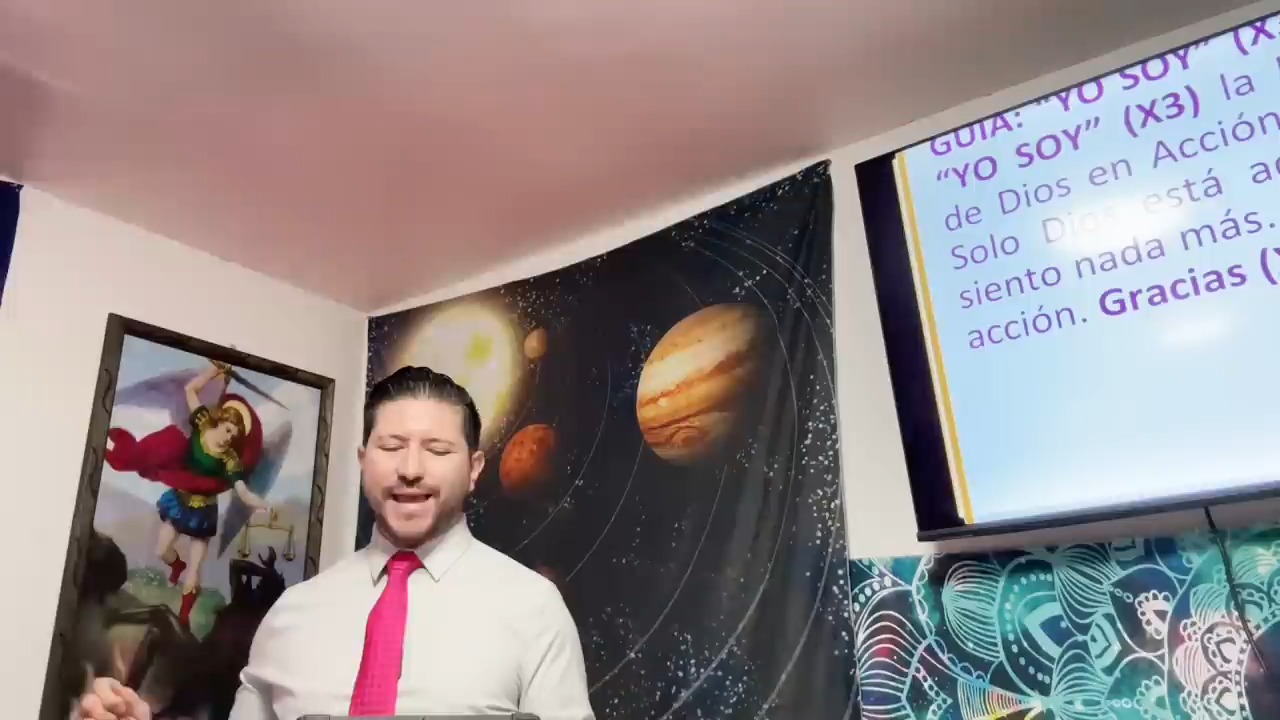 GUIA: "YO SOY" (X
"YO SOY" (X3) la
de Dios en Acción
Solo Dios está a
siento nada más.
acción. Gracias (